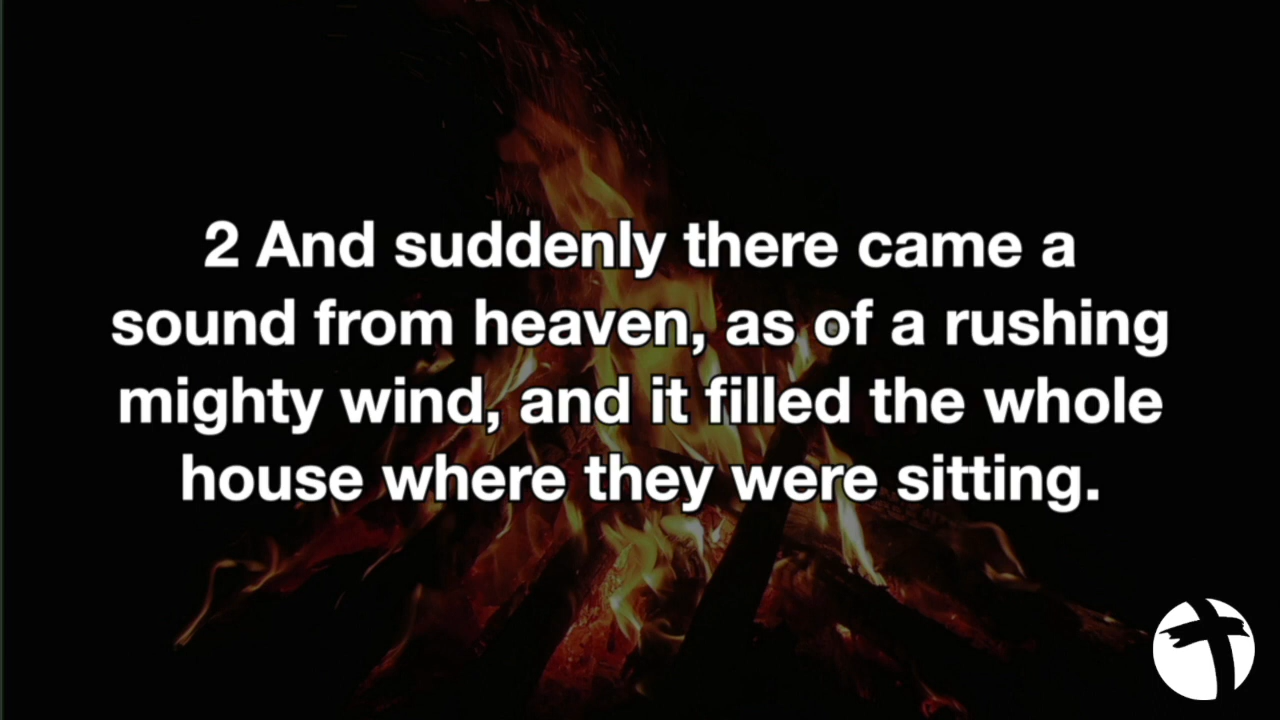 2 And suddenly there came a
sound from heaven, as of a rushing
mighty wind, and it filled the whole
house where they were sitting.